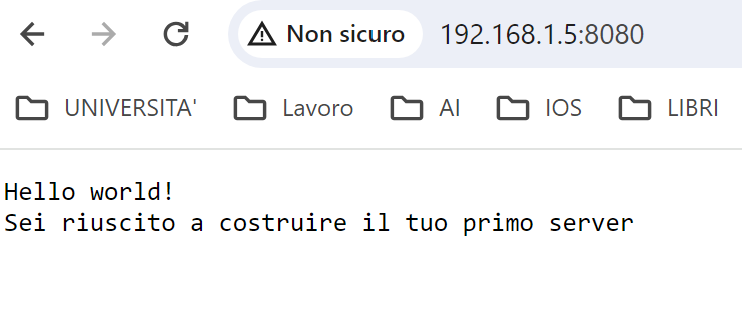 Non sicuro 192.168.1.5:8080
UNIVERSITA' Lavoro AI IOS LIBRI
Hello world!
Sei riuscito a costruire il tuo primo server